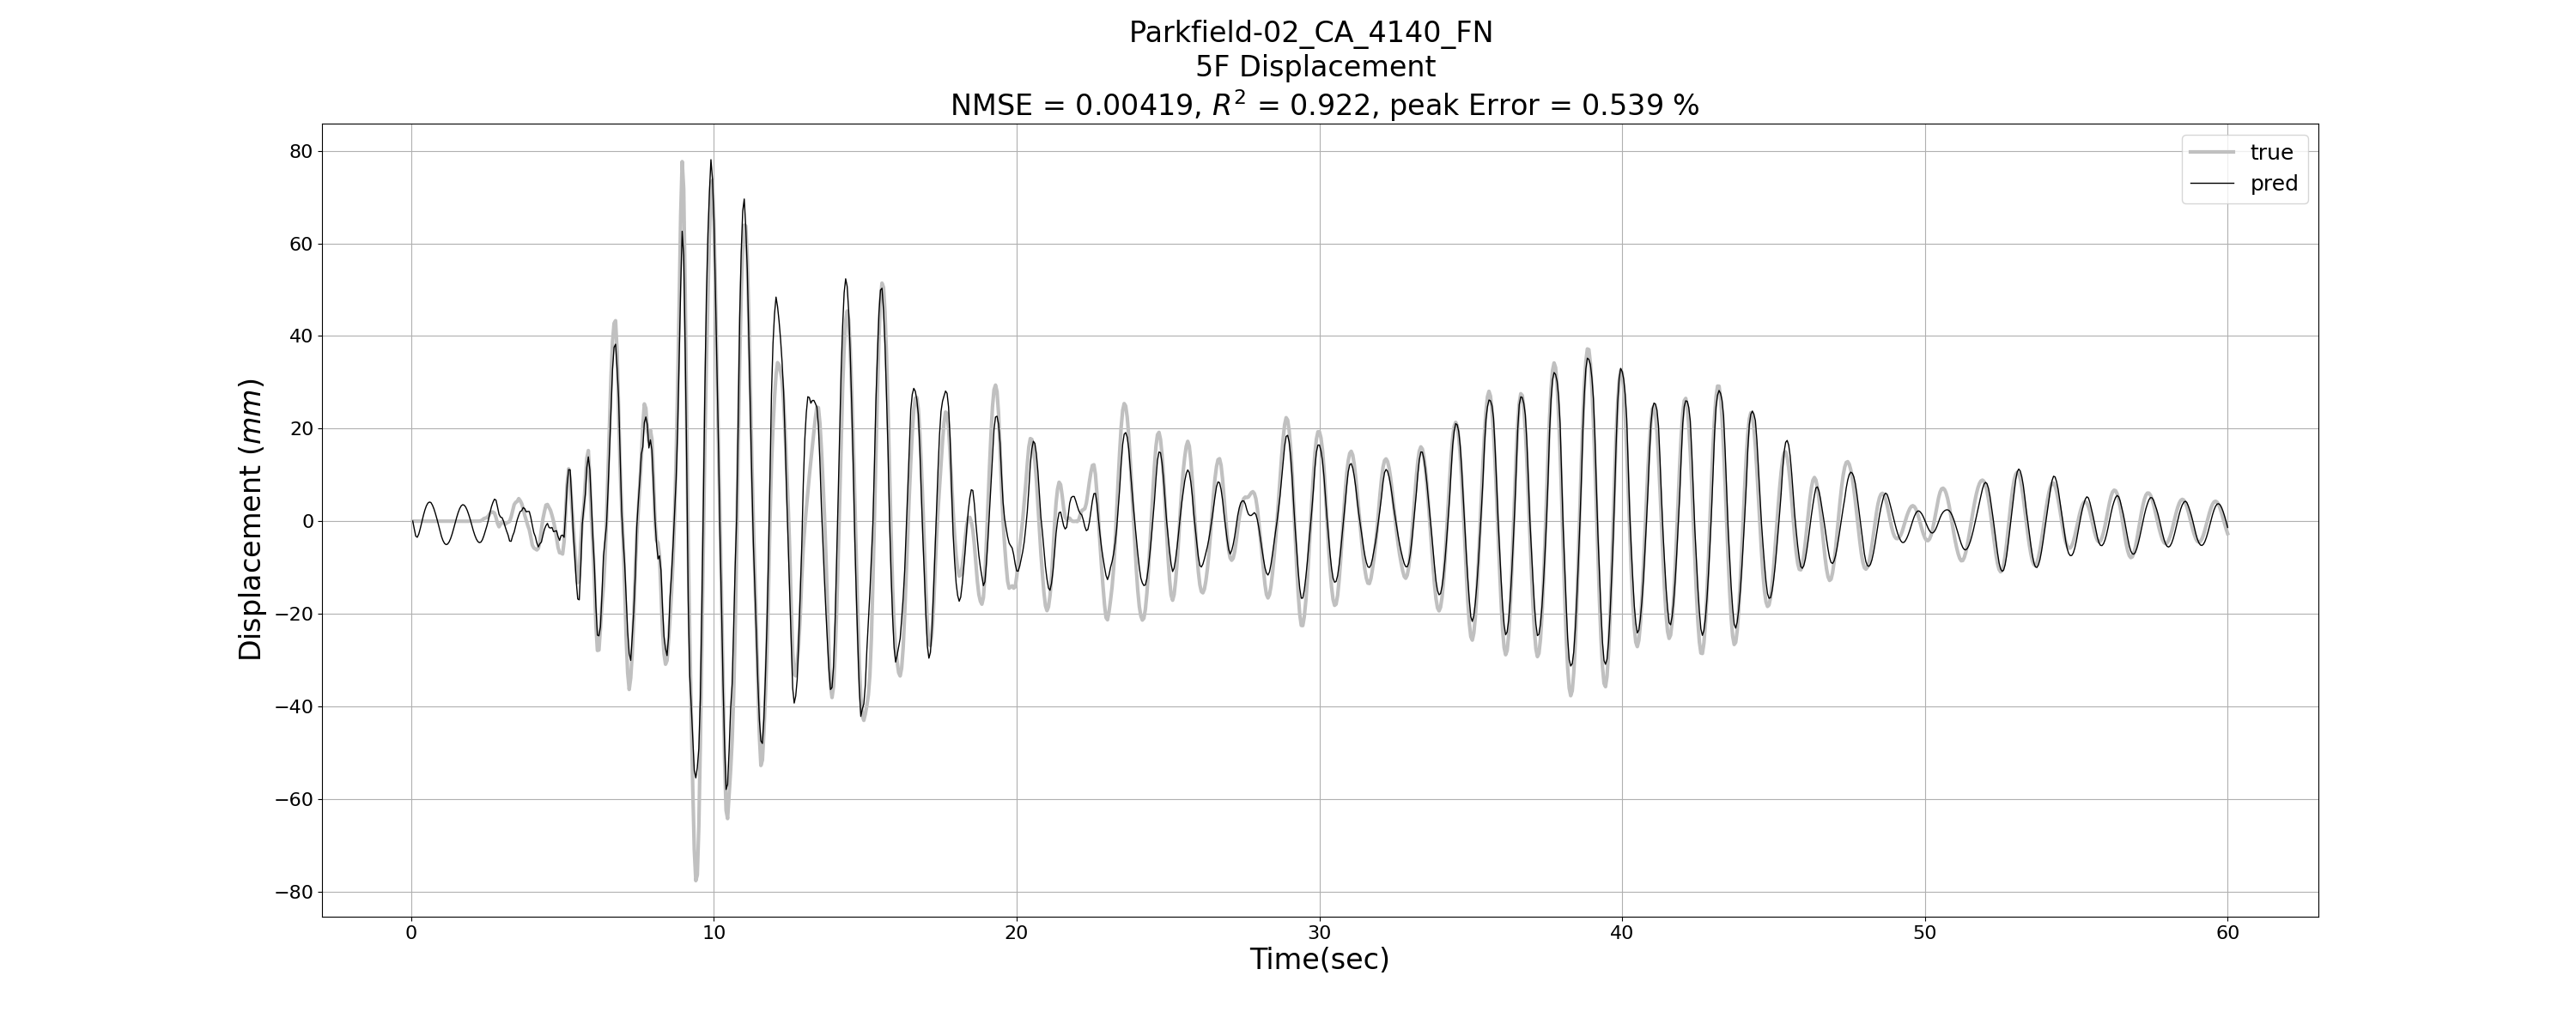 Parkfield-02_CA_4140_FN
5F Displacement
NMSE = 0.00419, R² = 0.922, peak Error = 0.539 %
true
pred
80
60
40
20
0
−20
−40
−60
−80
Displacement (mm)
0 10 20 30 40 50 60
Time(sec)